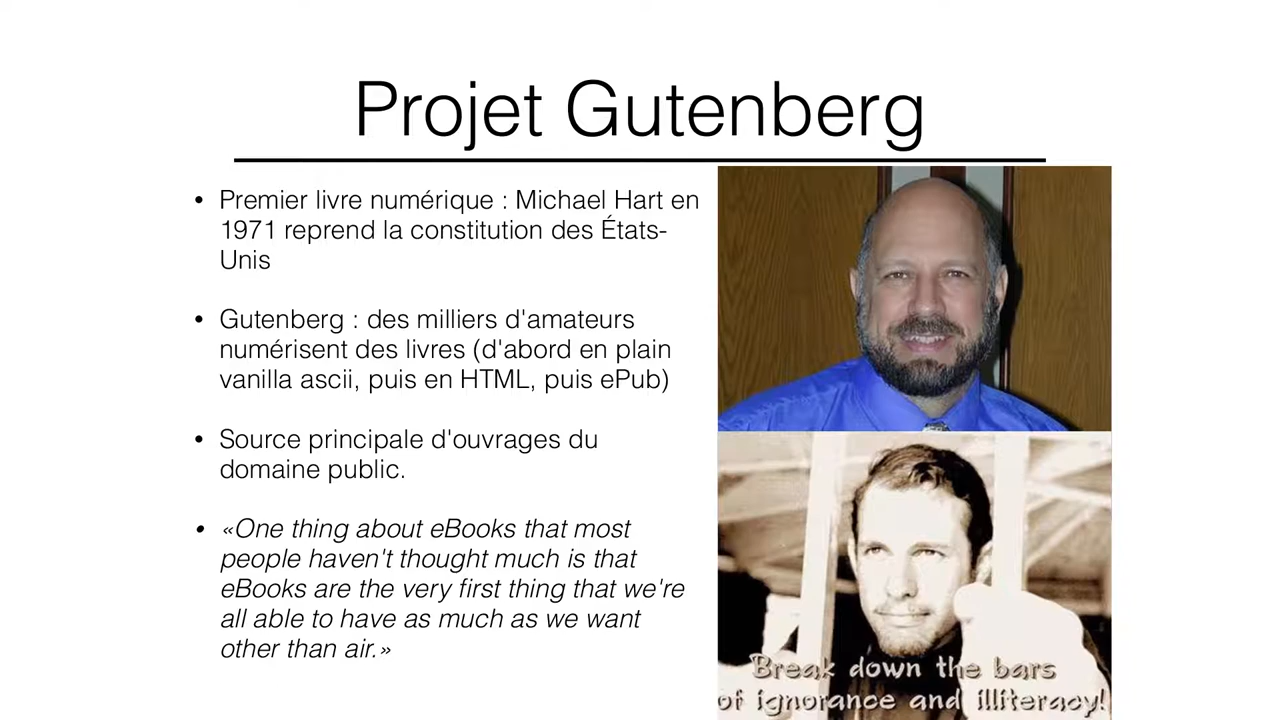 Projet Gutenberg
• Premier livre numérique : Michael Hart en
1971 reprend la constitution des États-
Unis
• Gutenberg : des milliers d'amateurs
numérisent des livres (d'abord en plain
vanilla ascii, puis en HTML, puis ePub)
• Source principale d'ouvrages du
domaine public.
• «One thing about eBooks that most
people haven't thought much is that
eBooks are the very first thing that we're
all able to have as much as we want
other than air.»
Break down the bars
of ignorance and illiteracy!